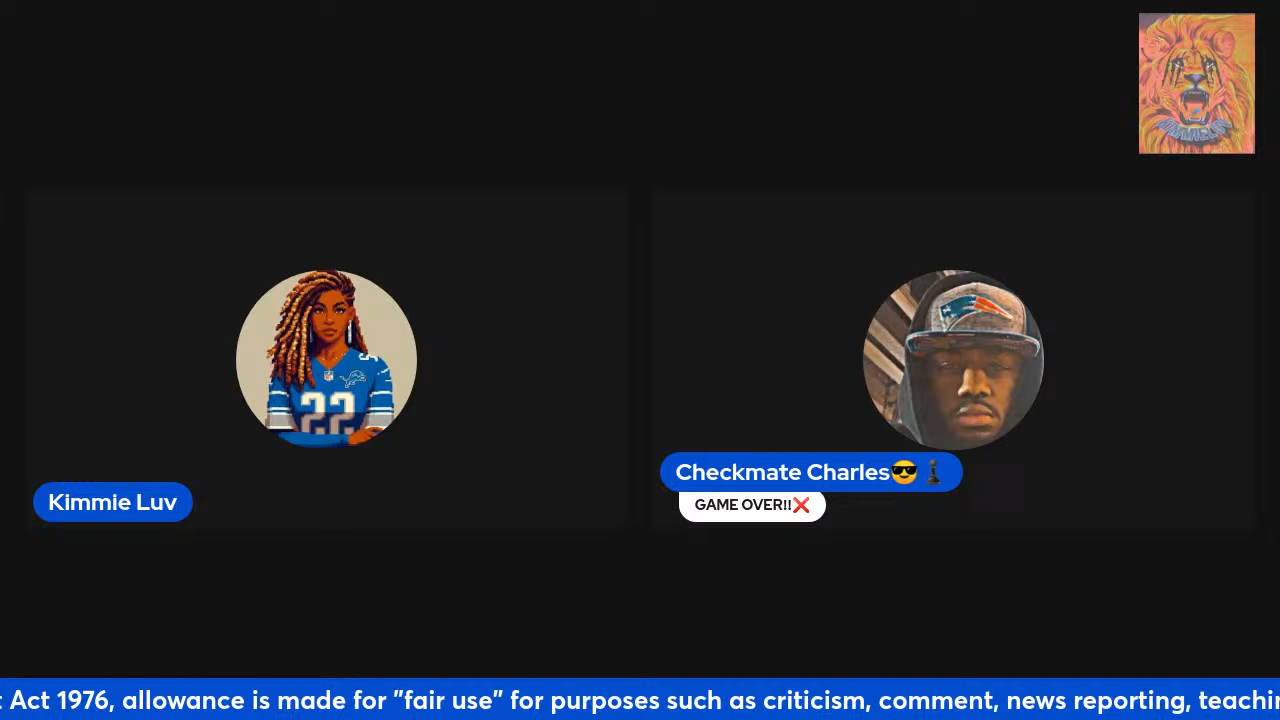 22
Kimmie Luv
Checkmate Charles😎♟️
GAME OVER!!❌
Act 1976, allowance is made for "fair use" for purposes such as criticism, comment, news reporting,